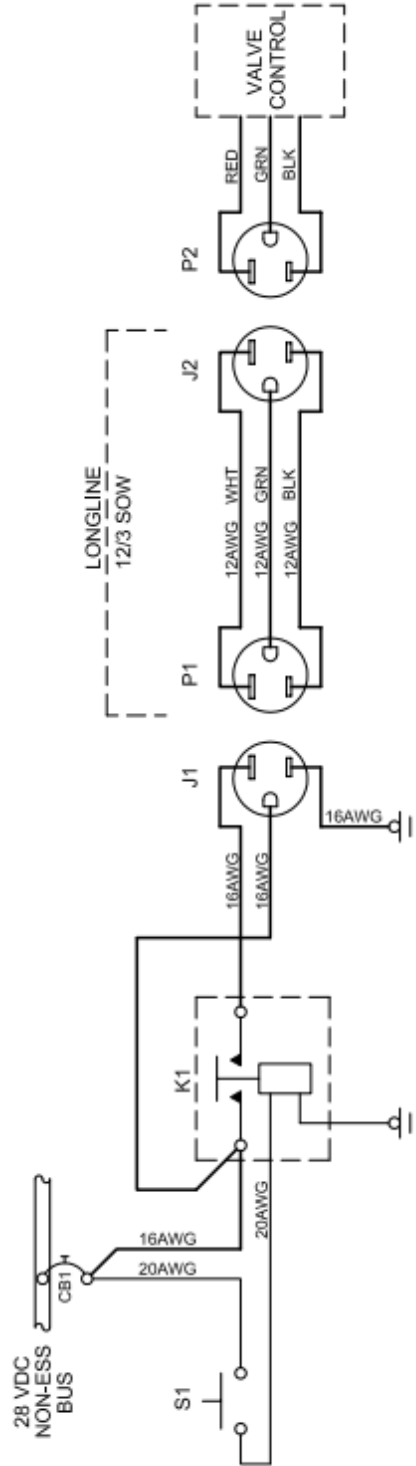 28 VDC
NON-ESS
BUS
CB1
S1
16AWG
20AWG
20AWG
K1
16AWG
16AWG
16AWG
J1
P1
LONGLINE
12/3 SOW
12AWG WHT
12AWG GRN
12AWG BLK
J2
P2
RED
GRN
BLK
VALVE
CONTROL